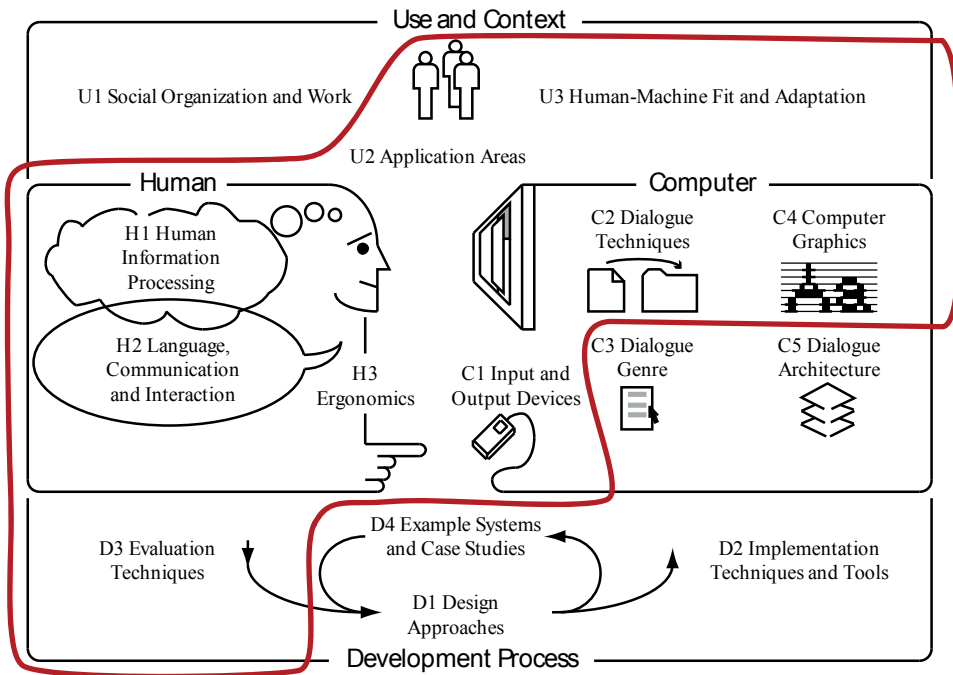 Use and Context
U1 Social Organization and Work
U3 Human-Machine Fit and Adaptation
U2 Application Areas
Human
Computer
H1 Human
Information
Processing
C2 Dialogue
Techniques
C4 Computer
Graphics
H2 Language,
Communication
and Interaction
H3
Ergonomics
C1 Input and
Output Devices
C3 Dialogue
Genre
C5 Dialogue
Architecture
D3 Evaluation
Techniques
D4 Example Systems
and Case Studies
D2 Implementation
Techniques and Tools
D1 Design
Approaches
Development Process